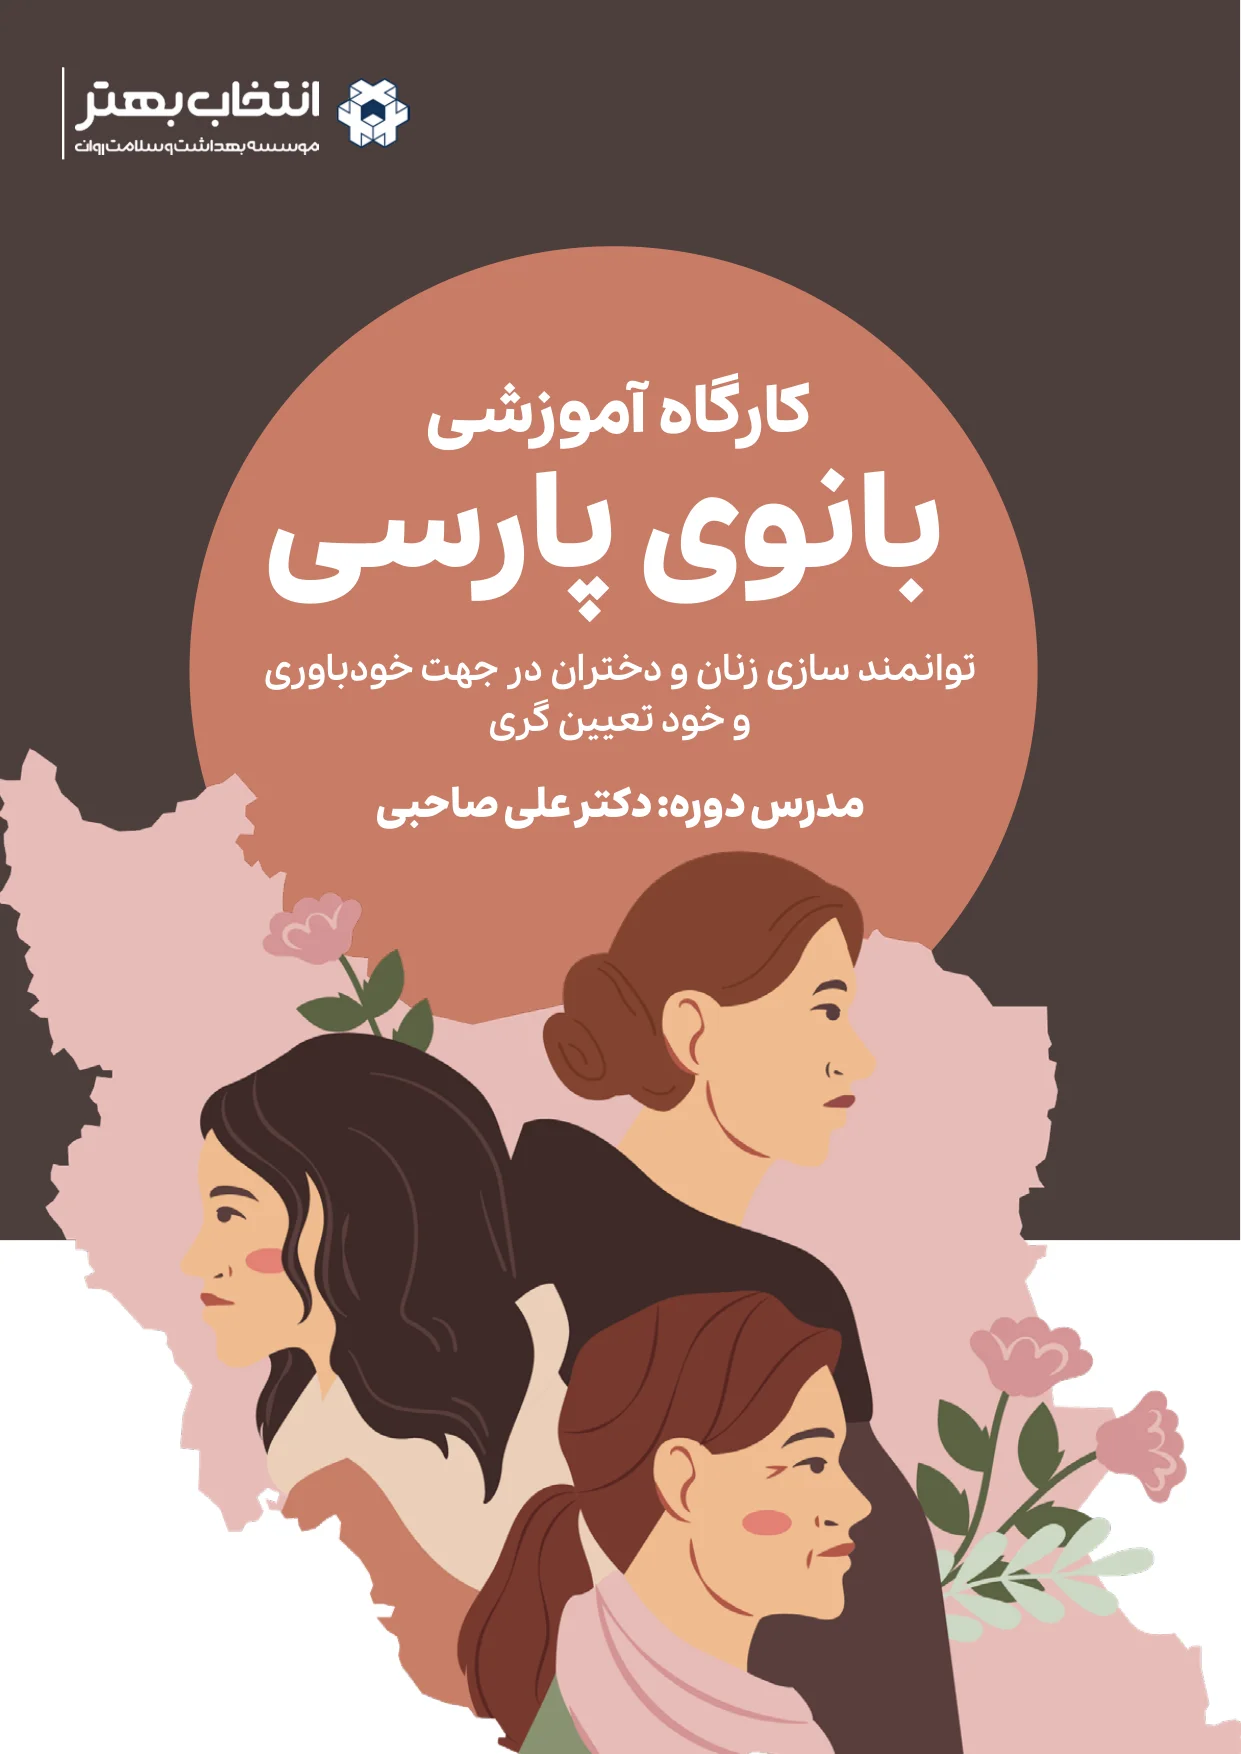 انتخاب بهتر
موسسه بهداشت و سلامت روان
کارگاه آموزشی
بانوی پارسی
توانمند سازی زنان و دختران در جهت خودباوری
و خود تعیین گری
مدرس دوره: دکتر علی صاحبی